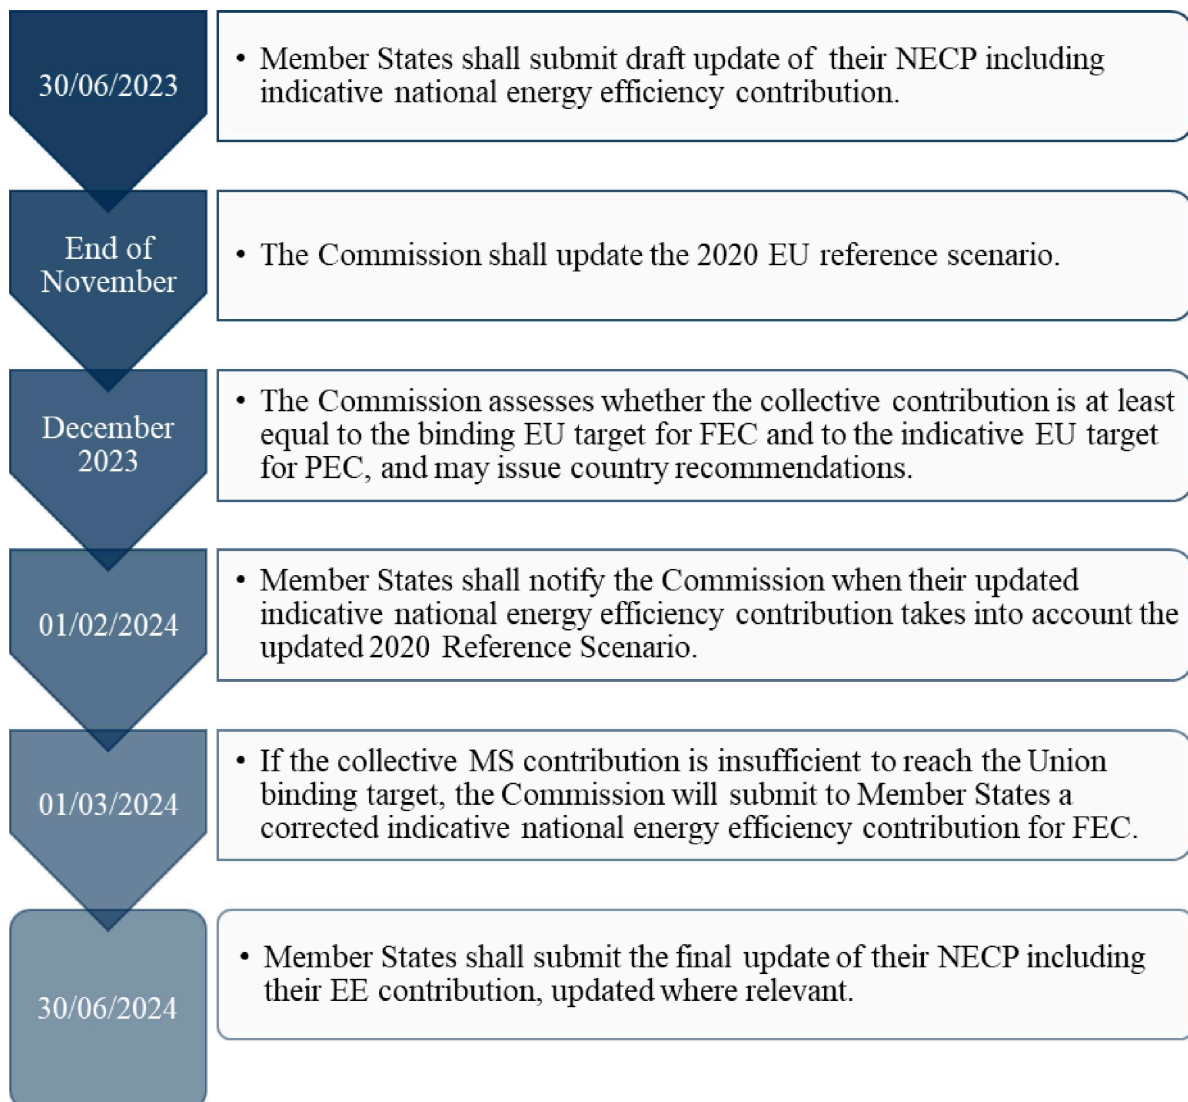 30/06/2023
• Member States shall submit draft update of their NECP including
indicative national energy efficiency contribution.
End of
November
• The Commission shall update the 2020 EU reference scenario.
December
2023
• The Commission assesses whether the collective contribution is at least
equal to the binding EU target for FEC and to the indicative EU target
for PEC, and may issue country recommendations.
01/02/2024
• Member States shall notify the Commission when their updated
indicative national energy efficiency contribution takes into account the
updated 2020 Reference Scenario.
01/03/2024
• If the collective MS contribution is insufficient to reach the Union
binding target, the Commission will submit to Member States a
corrected indicative national energy efficiency contribution for FEC.
30/06/2024
• Member States shall submit the final update of their NECP including
their EE contribution, updated where relevant.